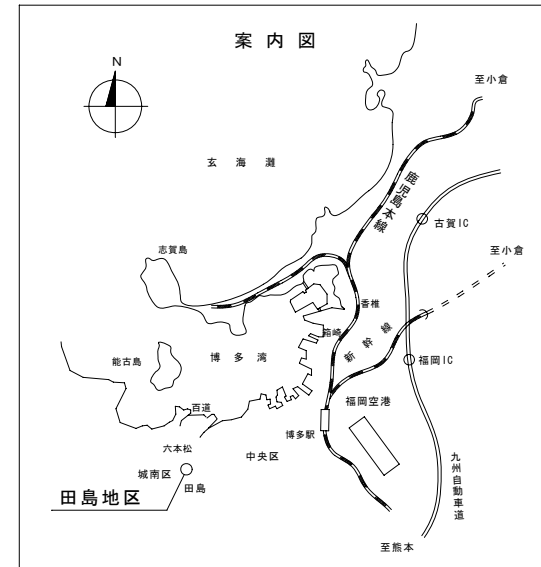 案内図
N
至小倉
玄海灘
鹿児島本線
古賀IC
志賀島
至小倉
香椎
箱崎
新幹線
能古島
博多湾
福岡IC
百道
福岡空港
六本松
博多駅
中央区
城南区
田島
九州自動車道
田島地区
至熊本